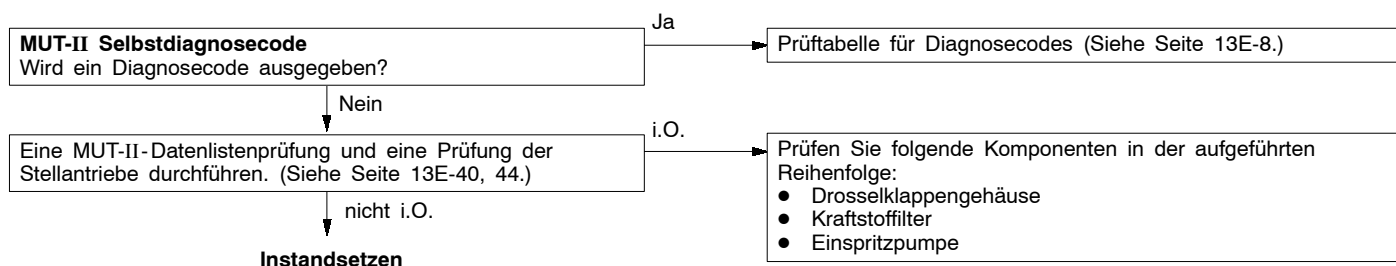 MUT-II Selbstdiagnosecode
Wird ein Diagnosecode ausgegeben?
Ja
Prüftabelle für Diagnosecodes (Siehe Seite 13E-8.)
Nein
Eine MUT-II-Datenlistenprüfung und eine Prüfung der
Stellantriebe durchführen. (Siehe Seite 13E-40, 44.)
i.O.
Prüfen Sie folgende Komponenten in der aufgeführten
Reihenfolge:
● Drosselklappengehäuse
● Kraftstoffilter
● Einspritzpumpe
nicht i.O.
Instandsetzen